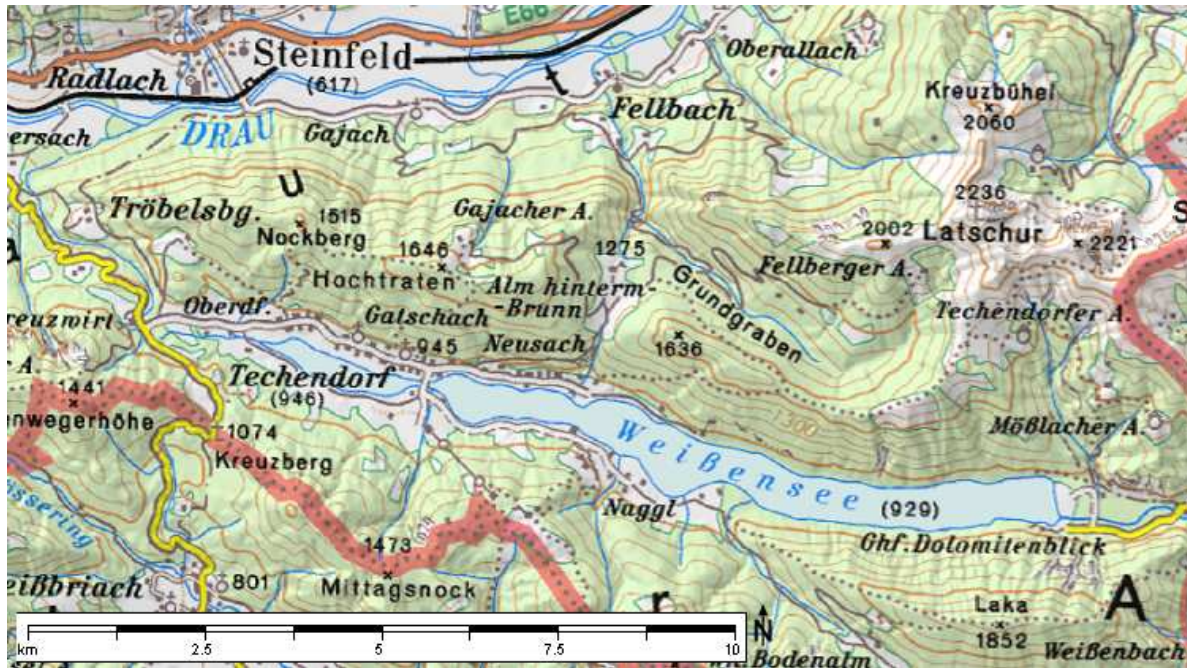 E66
Steinfeld
(617)
Radlach
Oberallach
t
Fellbach
Kreuzbühel
2060
ersach
DRAU
Gajach
u
Tröbelsbg.
1515
Nockberg
Gajacher A.
1646
Hochtraten
1275
2236
2002
Latschur
2221
s
a
Fellberger A.
Grundgraben
Alm hinterm-
-Brunn
Techendorfer A.
Oberdf.
reuzwirt
Gatschach
945
Neusach
1636
- A
1441
enwegerhöhe
Techendorf
(946)
1074
Kreuzberg
Weißensee
(929)
Mößlacher A.
össering
Naggl
Ghf. Dolomitenblick
1473
Mittagsnock
801
eißbriach
r
Laka
1852
A
Weißenbach
Bodenalm
N
km 2.5 5 7.5 10